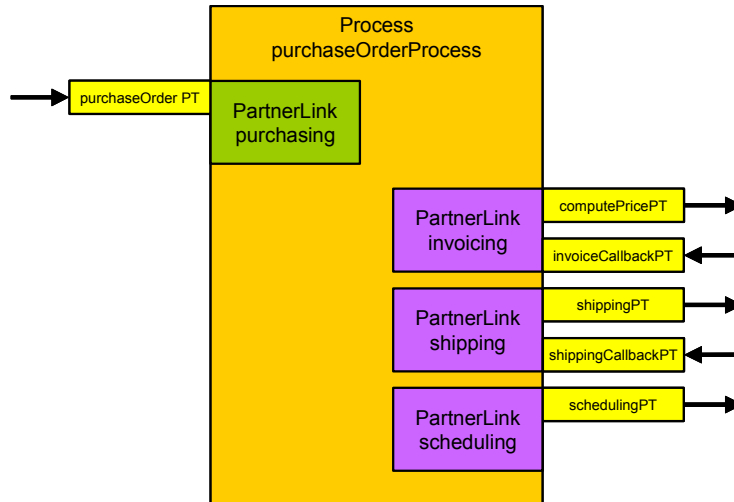 Process
purchaseOrderProcess
purchaseOrder PT
PartnerLink
purchasing
PartnerLink
invoicing
computePricePT
invoiceCallbackPT
PartnerLink
shipping
shippingPT
shippingCallbackPT
PartnerLink
scheduling
schedulingPT